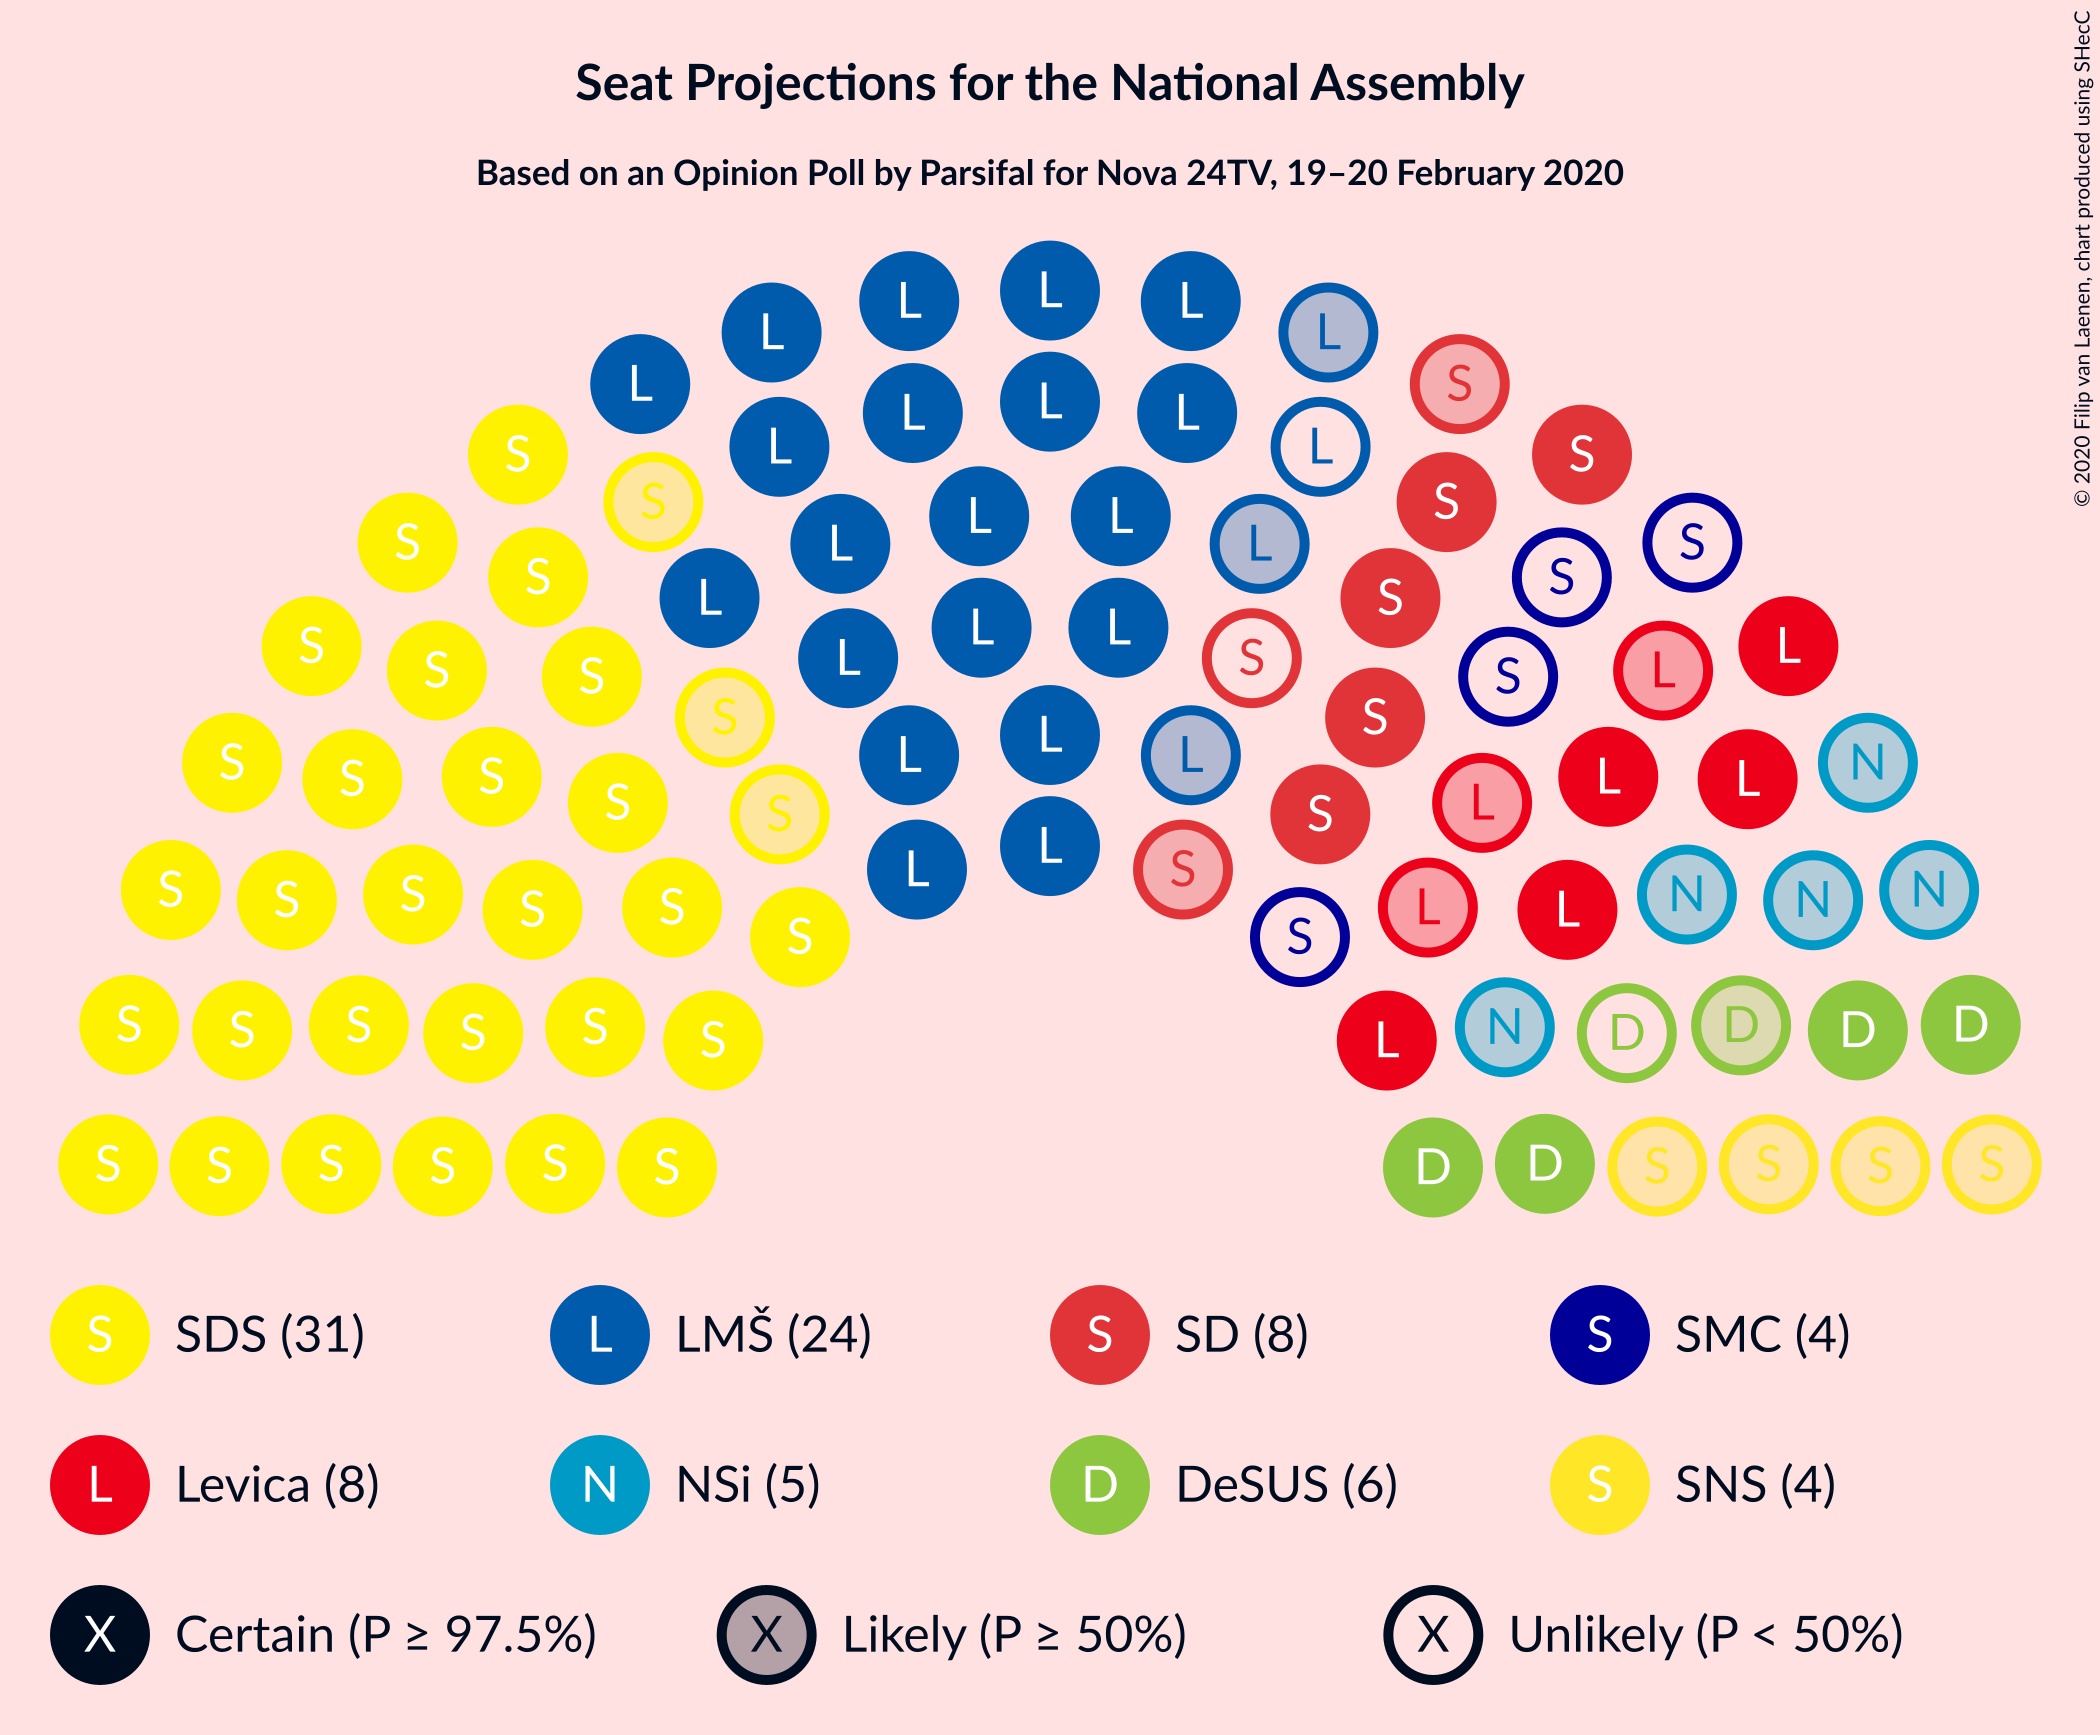 Seat Projections for the National Assembly
Based on an Opinion Poll by Parsifal for Nova 24TV, 19–20 February 2020
© 2020 Filip van Laenen, chart produced using SHecC
L L L L L
L L S
S L L L L L S
S S L S
S L L L S S
S L L S
S S L L L S L
S S L L S S L
S L L L S L N
S S S S L L L
S S L
S L L S N N
S S S S S L L N N
S S
S S S S S N D D D D
S L
S S S S S S D D S S S S
S SDS (31) L LMŠ (24) S SD (8) S SMC (4)
L Levica (8) N NSi (5) D DeSUS (6) S SNS (4)
X Certain (P ≥ 97.5%) X Likely (P ≥ 50%) X Unlikely (P < 50%)